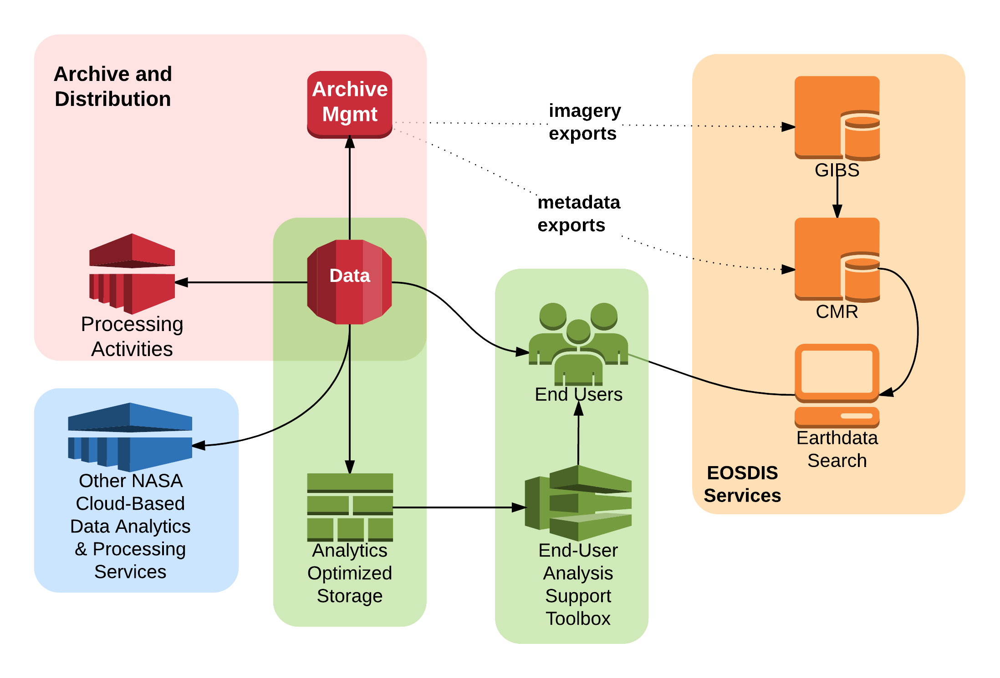 Archive and
Distribution
Archive
Mgmt
imagery
exports
GIBS
metadata
exports
Data
CMR
Processing
Activities
End Users
Earthdata
Search
EOSDIS
Services
Other NASA
Cloud-Based
Data Analytics
& Processing
Services
Analytics
Optimized
Storage
End-User
Analysis
Support
Toolbox